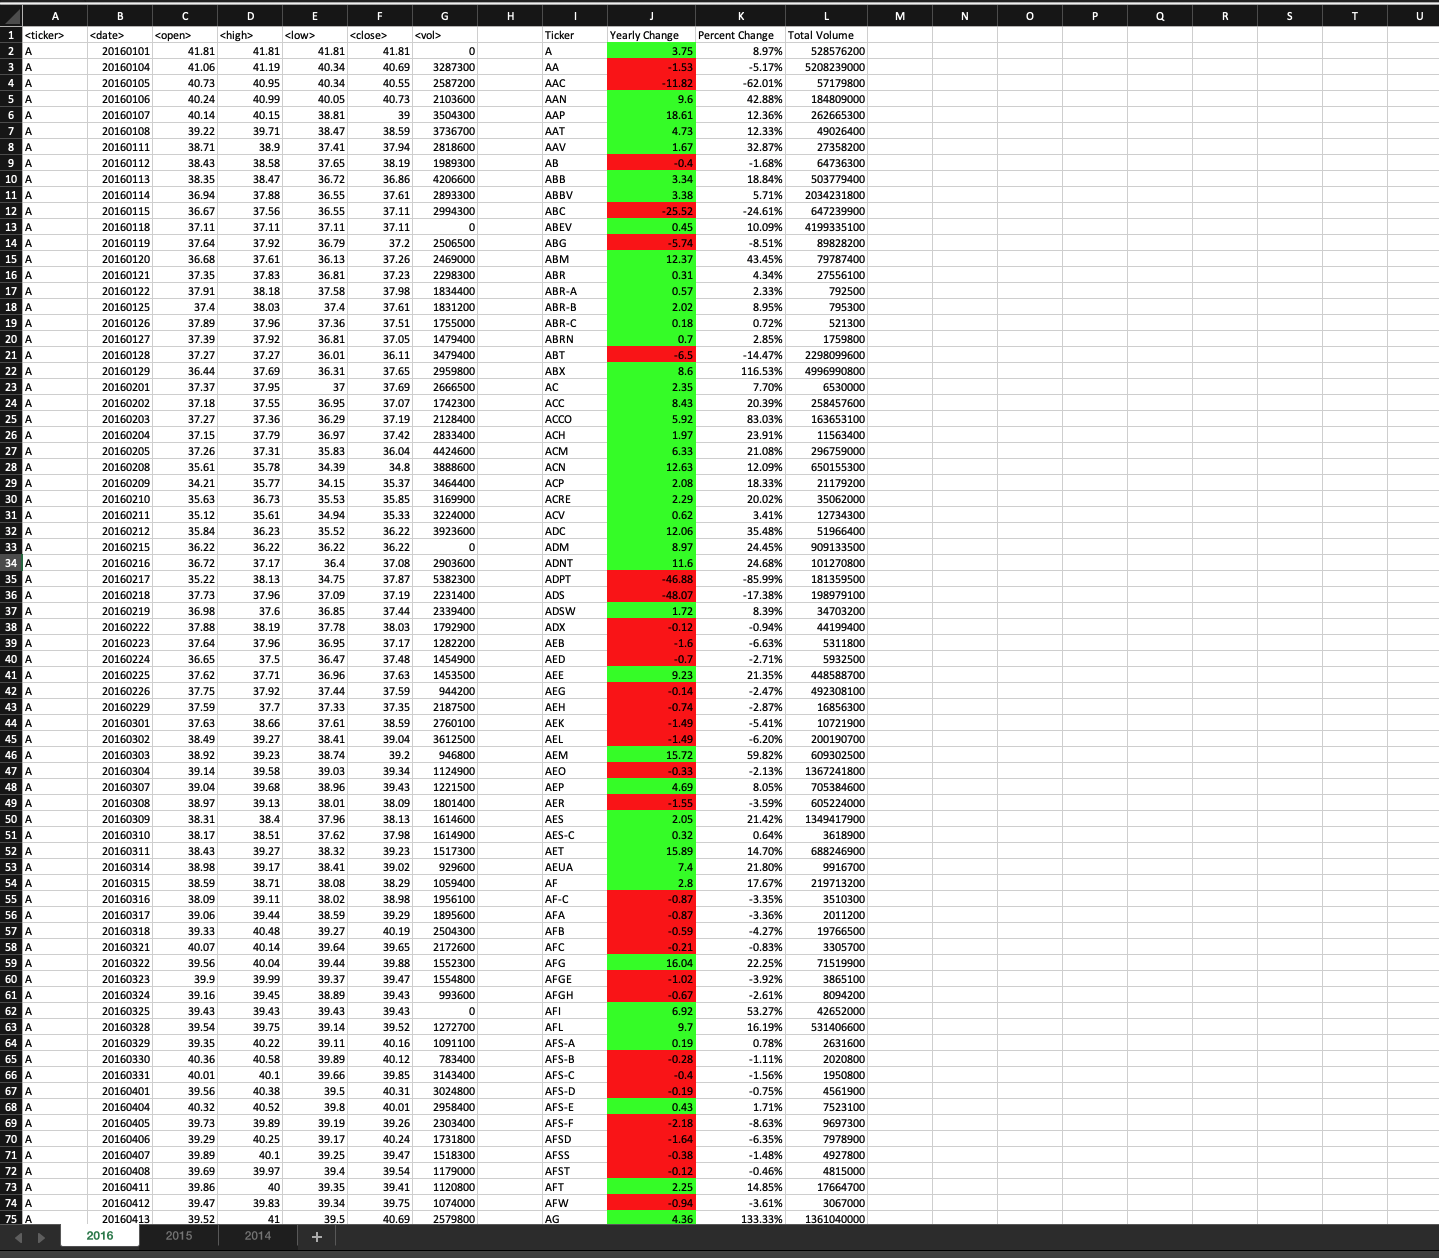 A B C D E F G H I J K L M N O P Q R S T U
1 <ticker> <date> <open> <high> <low> <close> <vol> Ticker Yearly Change Percent Change Total Volume
2 A 20160101 41.81 41.81 41.81 41.81 0 A 3.75 8.97% 528576200
3 A 20160104 41.06 41.19 40.34 40.69 3287300 AA -1.53 -5.17% 5208239000
4 A 20160105 40.73 40.95 40.34 40.55 2587200 AAC -11.82 -62.01% 57179800
5 A 20160106 40.24 40.99 40.05 40.73 2103600 AAN 9.6 42.88% 184809000
6 A 20160107 40.14 40.15 38.81 39 3504300 AAP 18.61 12.36% 262665300
7 A 20160108 39.22 39.71 38.47 38.59 3736700 AAT 4.73 12.33% 49026400
8 A 20160111 38.71 38.9 37.41 37.94 2818600 AAV 1.67 32.87% 27358200
9 A 20160112 38.43 38.58 37.65 38.19 1989300 AB -0.4 -1.68% 64736300
10 A 20160113 38.35 38.47 36.72 36.86 4206600 ABB 3.34 18.84% 503779400
11 A 20160114 36.94 37.88 36.55 37.61 2893300 ABBV 3.38 5.71% 2034231800
12 A 20160115 36.67 37.56 36.55 37.11 2994300 ABC -25.52 -24.61% 647239900
13 A 20160118 37.11 37.11 37.11 37.11 0 ABEV 0.45 10.09% 4199335100
14 A 20160119 37.64 37.92 36.79 37.2 2506500 ABG -5.74 -8.51% 89828200
15 A 20160120 36.68 37.61 36.13 37.26 2469000 ABM 12.37 43.45% 79787400
16 A 20160121 37.35 37.83 36.81 37.23 2298300 ABR 0.31 4.34% 27556100
17 A 20160122 37.91 38.18 37.58 37.98 1834400 ABR-A 0.57 2.33% 792500
18 A 20160125 37.4 38.03 37.4 37.61 1831200 ABR-B 2.02 8.95% 795300
19 A 20160126 37.89 37.96 37.36 37.51 1755000 ABR-C 0.18 0.72% 521300
20 A 20160127 37.39 37.92 36.81 37.05 1479400 ABRN 0.7 2.85% 1759800
21 A 20160128 37.27 37.27 36.01 36.11 3479400 ABT -6.5 -14.47% 2298099600
22 A 20160129 36.44 37.69 36.31 37.65 2959800 ABX 8.6 116.53% 4996990800
23 A 20160201 37.37 37.95 37 37.69 2666500 AC 2.35 7.70% 6530000
24 A 20160202 37.18 37.55 36.95 37.07 1742300 ACC 8.43 20.39% 258457600
25 A 20160203 37.27 37.36 36.29 37.19 2128400 ACCO 5.92 83.03% 163653100
26 A 20160204 37.15 37.79 36.97 37.42 2833400 ACH 1.97 23.91% 11563400
27 A 20160205 37.26 37.31 35.83 36.04 4424600 ACM 6.33 21.08% 296759000
28 A 20160208 35.61 35.78 34.39 34.8 3888600 ACN 12.63 12.09% 650155300
29 A 20160209 34.21 35.77 34.15 35.37 3464400 ACP 2.08 18.33% 21179200
30 A 20160210 35.63 36.73 35.53 35.85 3169900 ACRE 2.29 20.02% 35062000
31 A 20160211 35.12 35.61 34.94 35.33 3224000 ACV 0.62 3.41% 12734300
32 A 20160212 35.84 36.23 35.52 36.22 3923600 ADC 12.06 35.48% 51966400
33 A 20160215 36.22 36.22 36.22 36.22 0 ADM 8.97 24.45% 909133500
34 A 20160216 36.72 37.17 36.4 37.08 2903600 ADNT 11.6 24.68% 101270800
35 A 20160217 35.22 38.13 34.75 37.87 5382300 ADPT -46.88 -85.99% 181359500
36 A 20160218 37.73 37.96 37.09 37.19 2231400 ADS -48.07 -17.38% 198979100
37 A 20160219 36.98 37.6 36.85 37.44 2339400 ADSW 1.72 8.39% 34703200
38 A 20160222 37.88 38.19 37.78 38.03 1792900 ADX -0.12 -0.94% 44199400
39 A 20160223 37.64 37.96 36.95 37.17 1282200 AEB -1.6 -6.63% 5311800
40 A 20160224 36.65 37.5 36.47 37.48 1454900 AED -0.7 -2.71% 5932500
41 A 20160225 37.62 37.71 36.96 37.63 1453500 AEE 9.23 21.35% 448588700
42 A 20160226 37.75 37.92 37.44 37.59 944200 AEG -0.14 -2.47% 492308100
43 A 20160229 37.59 37.7 37.33 37.35 2187500 AEH -0.74 -2.87% 16856300
44 A 20160301 37.63 38.66 37.61 38.59 2760100 AEK -1.49 -5.41% 10721900
45 A 20160302 38.49 39.27 38.41 39.04 3612500 AEL -1.49 -6.20% 200190700
46 A 20160303 38.92 39.23 38.74 39.2 946800 AEM 15.72 59.82% 609302500
47 A 20160304 39.14 39.58 39.03 39.34 1124900 AEO -0.33 -2.13% 1367241800
48 A 20160307 39.04 39.68 38.96 39.43 1221500 AEP 4.69 8.05% 705384600
49 A 20160308 38.97 39.13 38.01 38.09 1801400 AER -1.55 -3.59% 605224000
50 A 20160309 38.31 38.4 37.96 38.13 1614600 AES 2.05 21.42% 1349417900
51 A 20160310 38.17 38.51 37.62 37.98 1614900 AES-C 0.32 0.64% 3618900
52 A 20160311 38.43 39.27 38.32 39.23 1517300 AET 15.89 14.70% 688246900
53 A 20160314 38.98 39.17 38.41 39.02 929600 AEUA 7.4 21.80% 9916700
54 A 20160315 38.59 38.71 38.08 38.29 1059400 AF 2.8 17.67% 219713200
55 A 20160316 38.09 39.11 38.02 38.98 1956100 AF-C -0.87 -3.35% 3510300
56 A 20160317 39.06 39.44 38.59 39.29 1895600 AFA -0.87 -3.36% 2011200
57 A 20160318 39.33 40.48 39.27 40.19 2504300 AFB -0.59 -4.27% 19766500
58 A 20160321 40.07 40.14 39.64 39.65 2172600 AFC -0.21 -0.83% 3305700
59 A 20160322 39.56 40.04 39.44 39.88 1552300 AFG 16.04 22.25% 71519900
60 A 20160323 39.9 39.99 39.37 39.47 1554800 AFGE -1.02 -3.92% 3865100
61 A 20160324 39.16 39.45 38.89 39.43 993600 AFGH -0.67 -2.61% 8094200
62 A 20160325 39.43 39.43 39.43 39.43 0 AFI 6.92 53.27% 42652000
63 A 20160328 39.54 39.75 39.14 39.52 1272700 AFL 9.7 16.19% 531406600
64 A 20160329 39.35 40.22 39.11 40.16 1091100 AFS-A 0.19 0.78% 2631600
65 A 20160330 40.36 40.58 39.89 40.12 783400 AFS-B -0.28 -1.11% 2020800
66 A 20160331 40.01 40.1 39.66 39.85 3143400 AFS-C -0.4 -1.56% 1950800
67 A 20160401 39.56 40.38 39.5 40.31 3024800 AFS-D -0.19 -0.75% 4561900
68 A 20160404 40.32 40.52 39.8 40.01 2958400 AFS-E 0.43 1.71% 7523100
69 A 20160405 39.73 39.89 39.19 39.26 2303400 AFS-F -2.18 -8.63% 9697300
70 A 20160406 39.29 40.25 39.17 40.24 1731800 AFSD -1.64 -6.35% 7978900
71 A 20160407 39.89 40.1 39.25 39.47 1518300 AFSS -0.38 -1.48% 4927800
72 A 20160408 39.69 39.97 39.4 39.54 1179000 AFST -0.12 -0.46% 4815000
73 A 20160411 39.86 40 39.35 39.41 1120800 AFT 2.25 14.85% 17664700
74 A 20160412 39.47 39.83 39.34 39.75 1074000 AFW -0.94 -3.61% 3067000
75 A 20160413 39.52 41 39.5 40.69 2579800 AG 4.36 133.33% 1361040000
2016 2015 2014 +